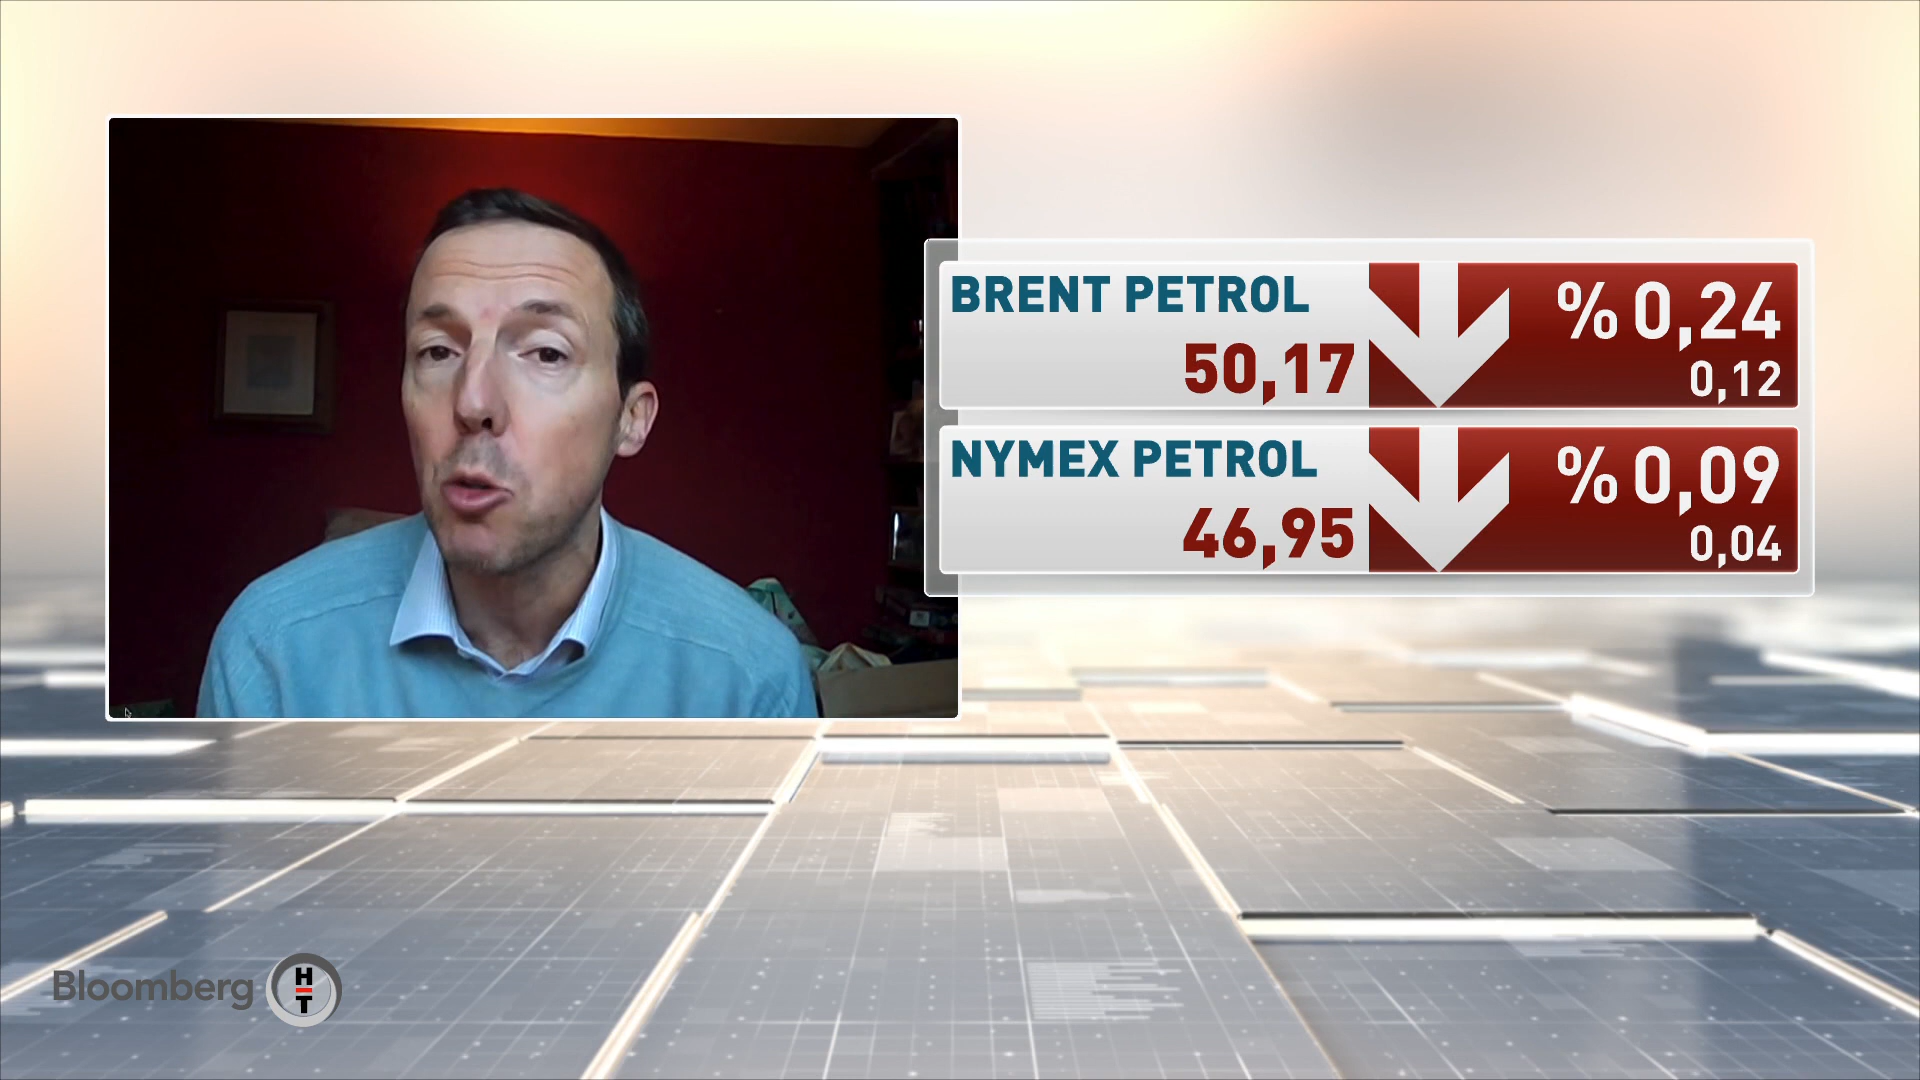 BRENT PETROL
50,17
% 0,24
0,12
NYMEX PETROL
46,95
% 0,09
0,04
Bloomberg HT